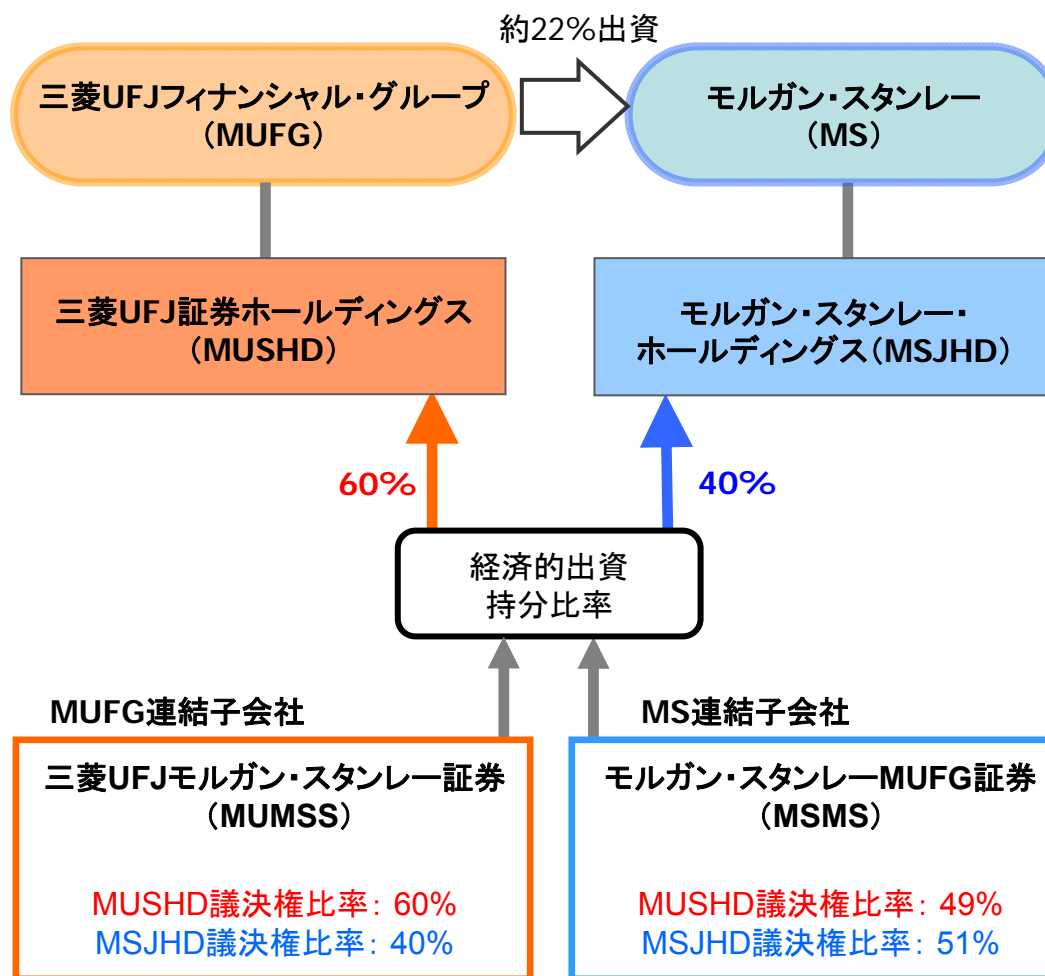 約22%出資
三菱UFJフィナンシャル・グループ
（MUFG）
モルガン・スタンレー
（MS）
三菱UFJ証券ホールディングス
（MUSHD）
モルガン・スタンレー・
ホールディングス（MSJHD）
60%
40%
経済的出資
持分比率
MUFG連結子会社
三菱UFJモルガン・スタンレー証券
（MUMSS）
MUSHD議決権比率： 60%
MSJHD議決権比率： 40%
MS連結子会社
モルガン・スタンレーMUFG証券
（MSMS）
MUSHD議決権比率： 49%
MSJHD議決権比率： 51%